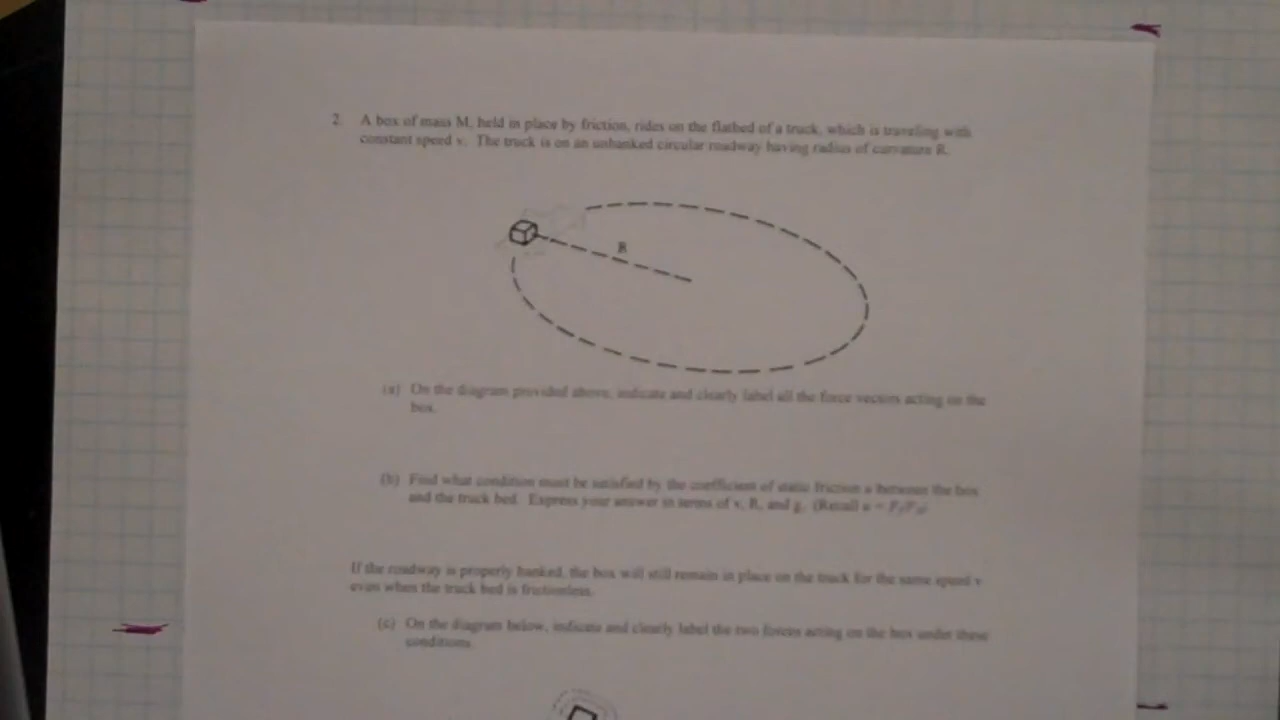 2. A box of mass M, held in place by friction, rides on the flatbed of a truck, which is traveling with
constant speed v. The truck is on an unbanked circular roadway having radius of curvature R.
R
(a) On the diagram provided above, indicate and clearly label all the force vectors acting on the
box.
(b) Find what condition must be satisfied by the coefficient of static friction u between the box
and the truck bed. Express your answer in terms of v, R, and g. (Recall u =
If the roadway is properly banked, the box will still remain in place on the truck for the same speed v
even when the truck bed is frictionless.
(c) On the diagram below, indicate and clearly label the two forces acting on the box under these
conditions.